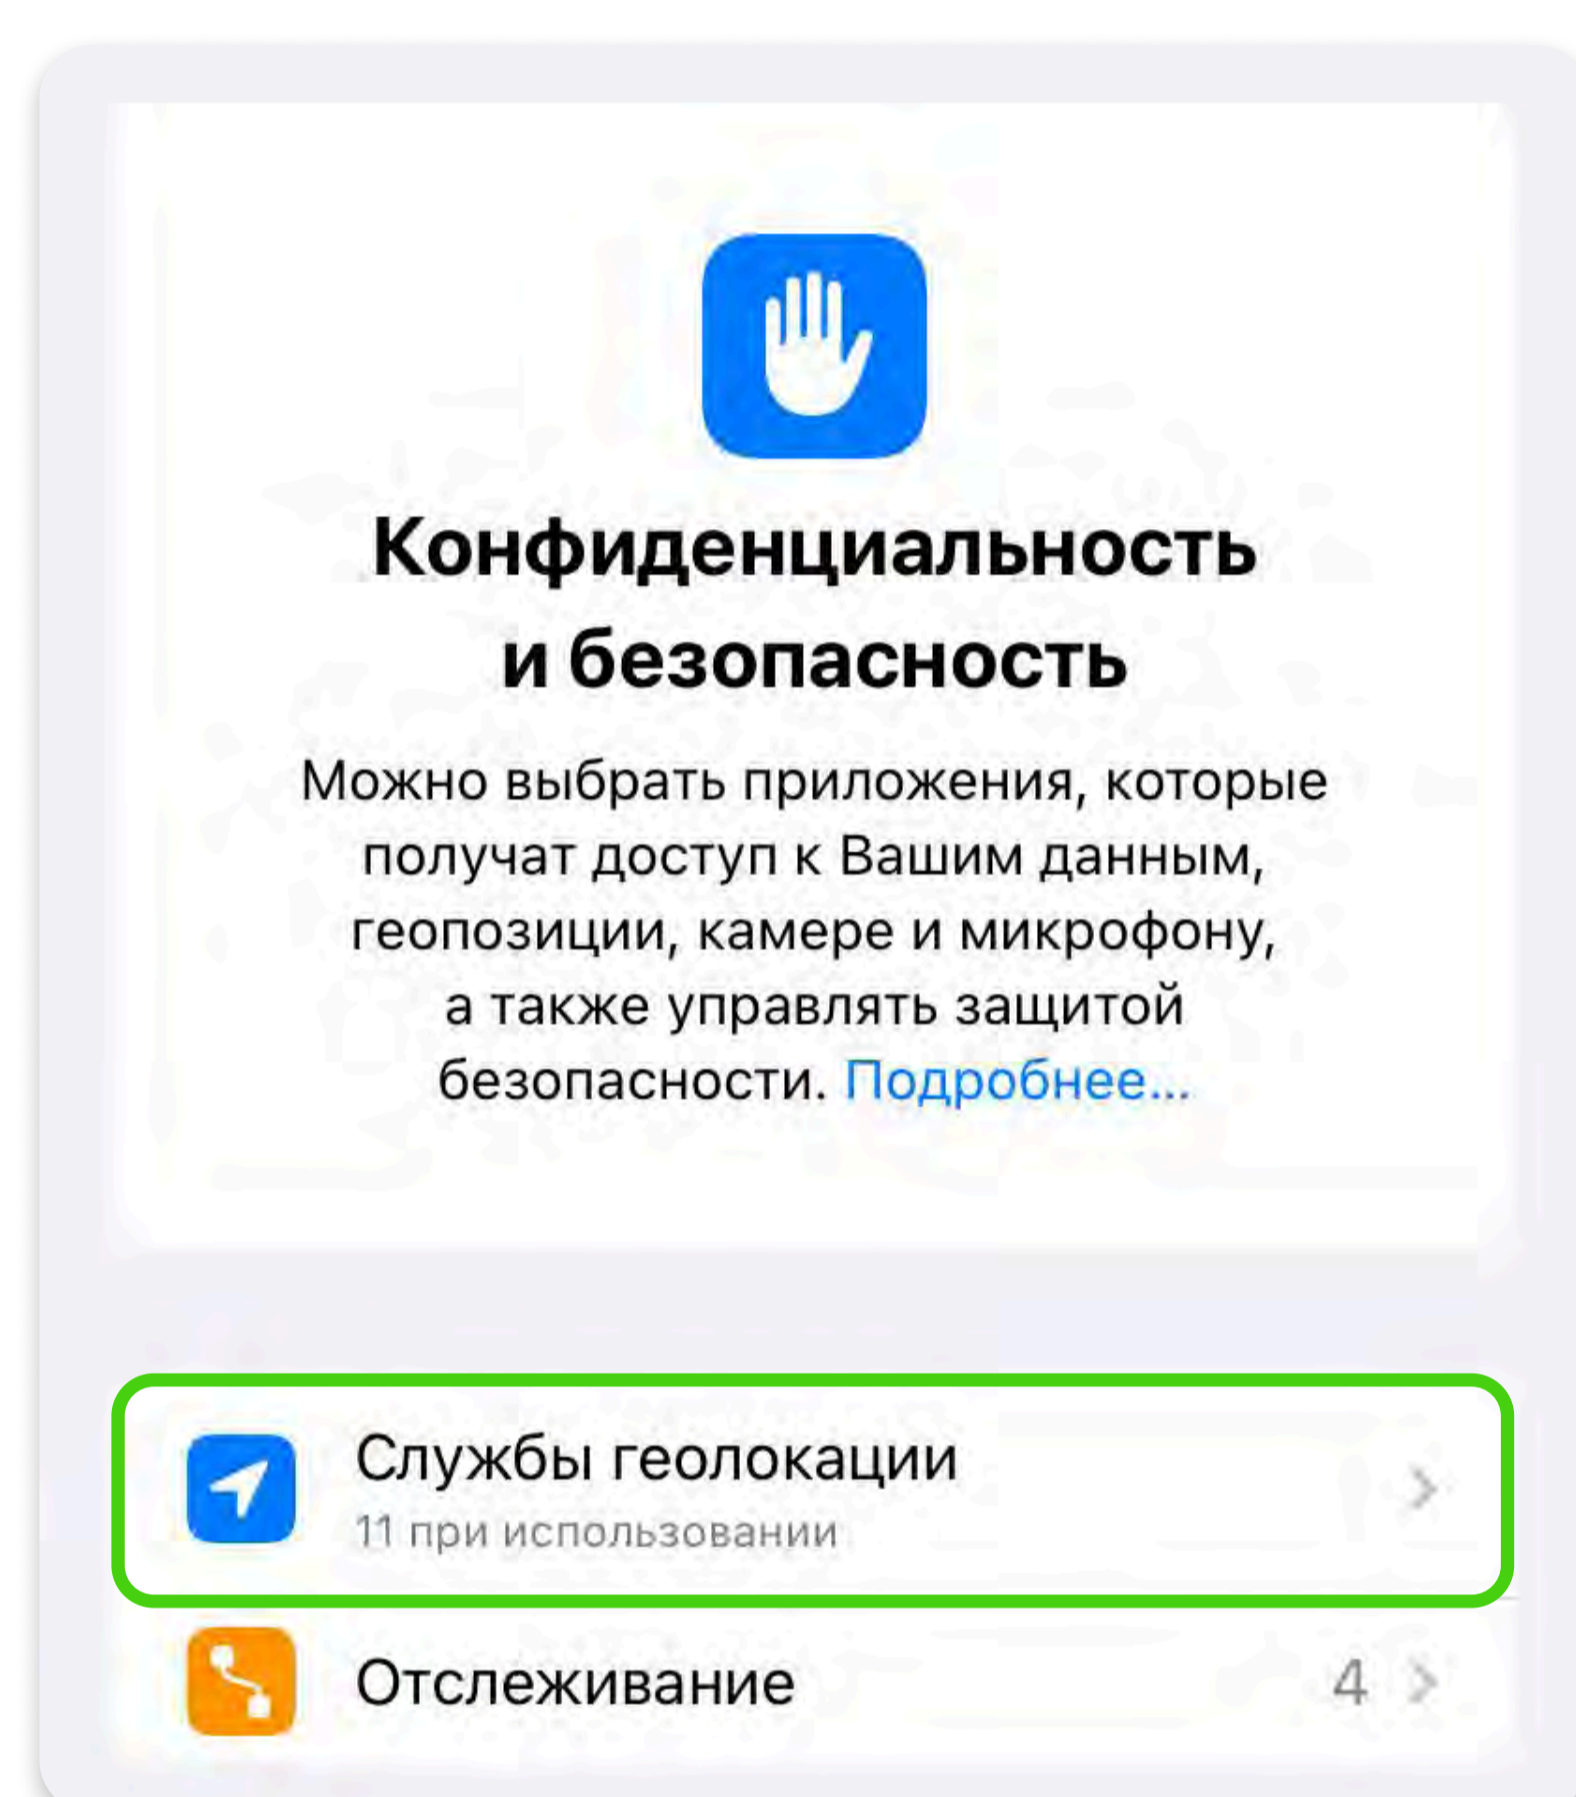 Конфиденциальность
и безопасность
Можно выбрать приложения, которые
получат доступ к Вашим данным,
геопозиции, камере и микрофону,
а также управлять защитой
безопасности. Подробнее...
Службы геолокации
11 при использовании
Отслеживание 4